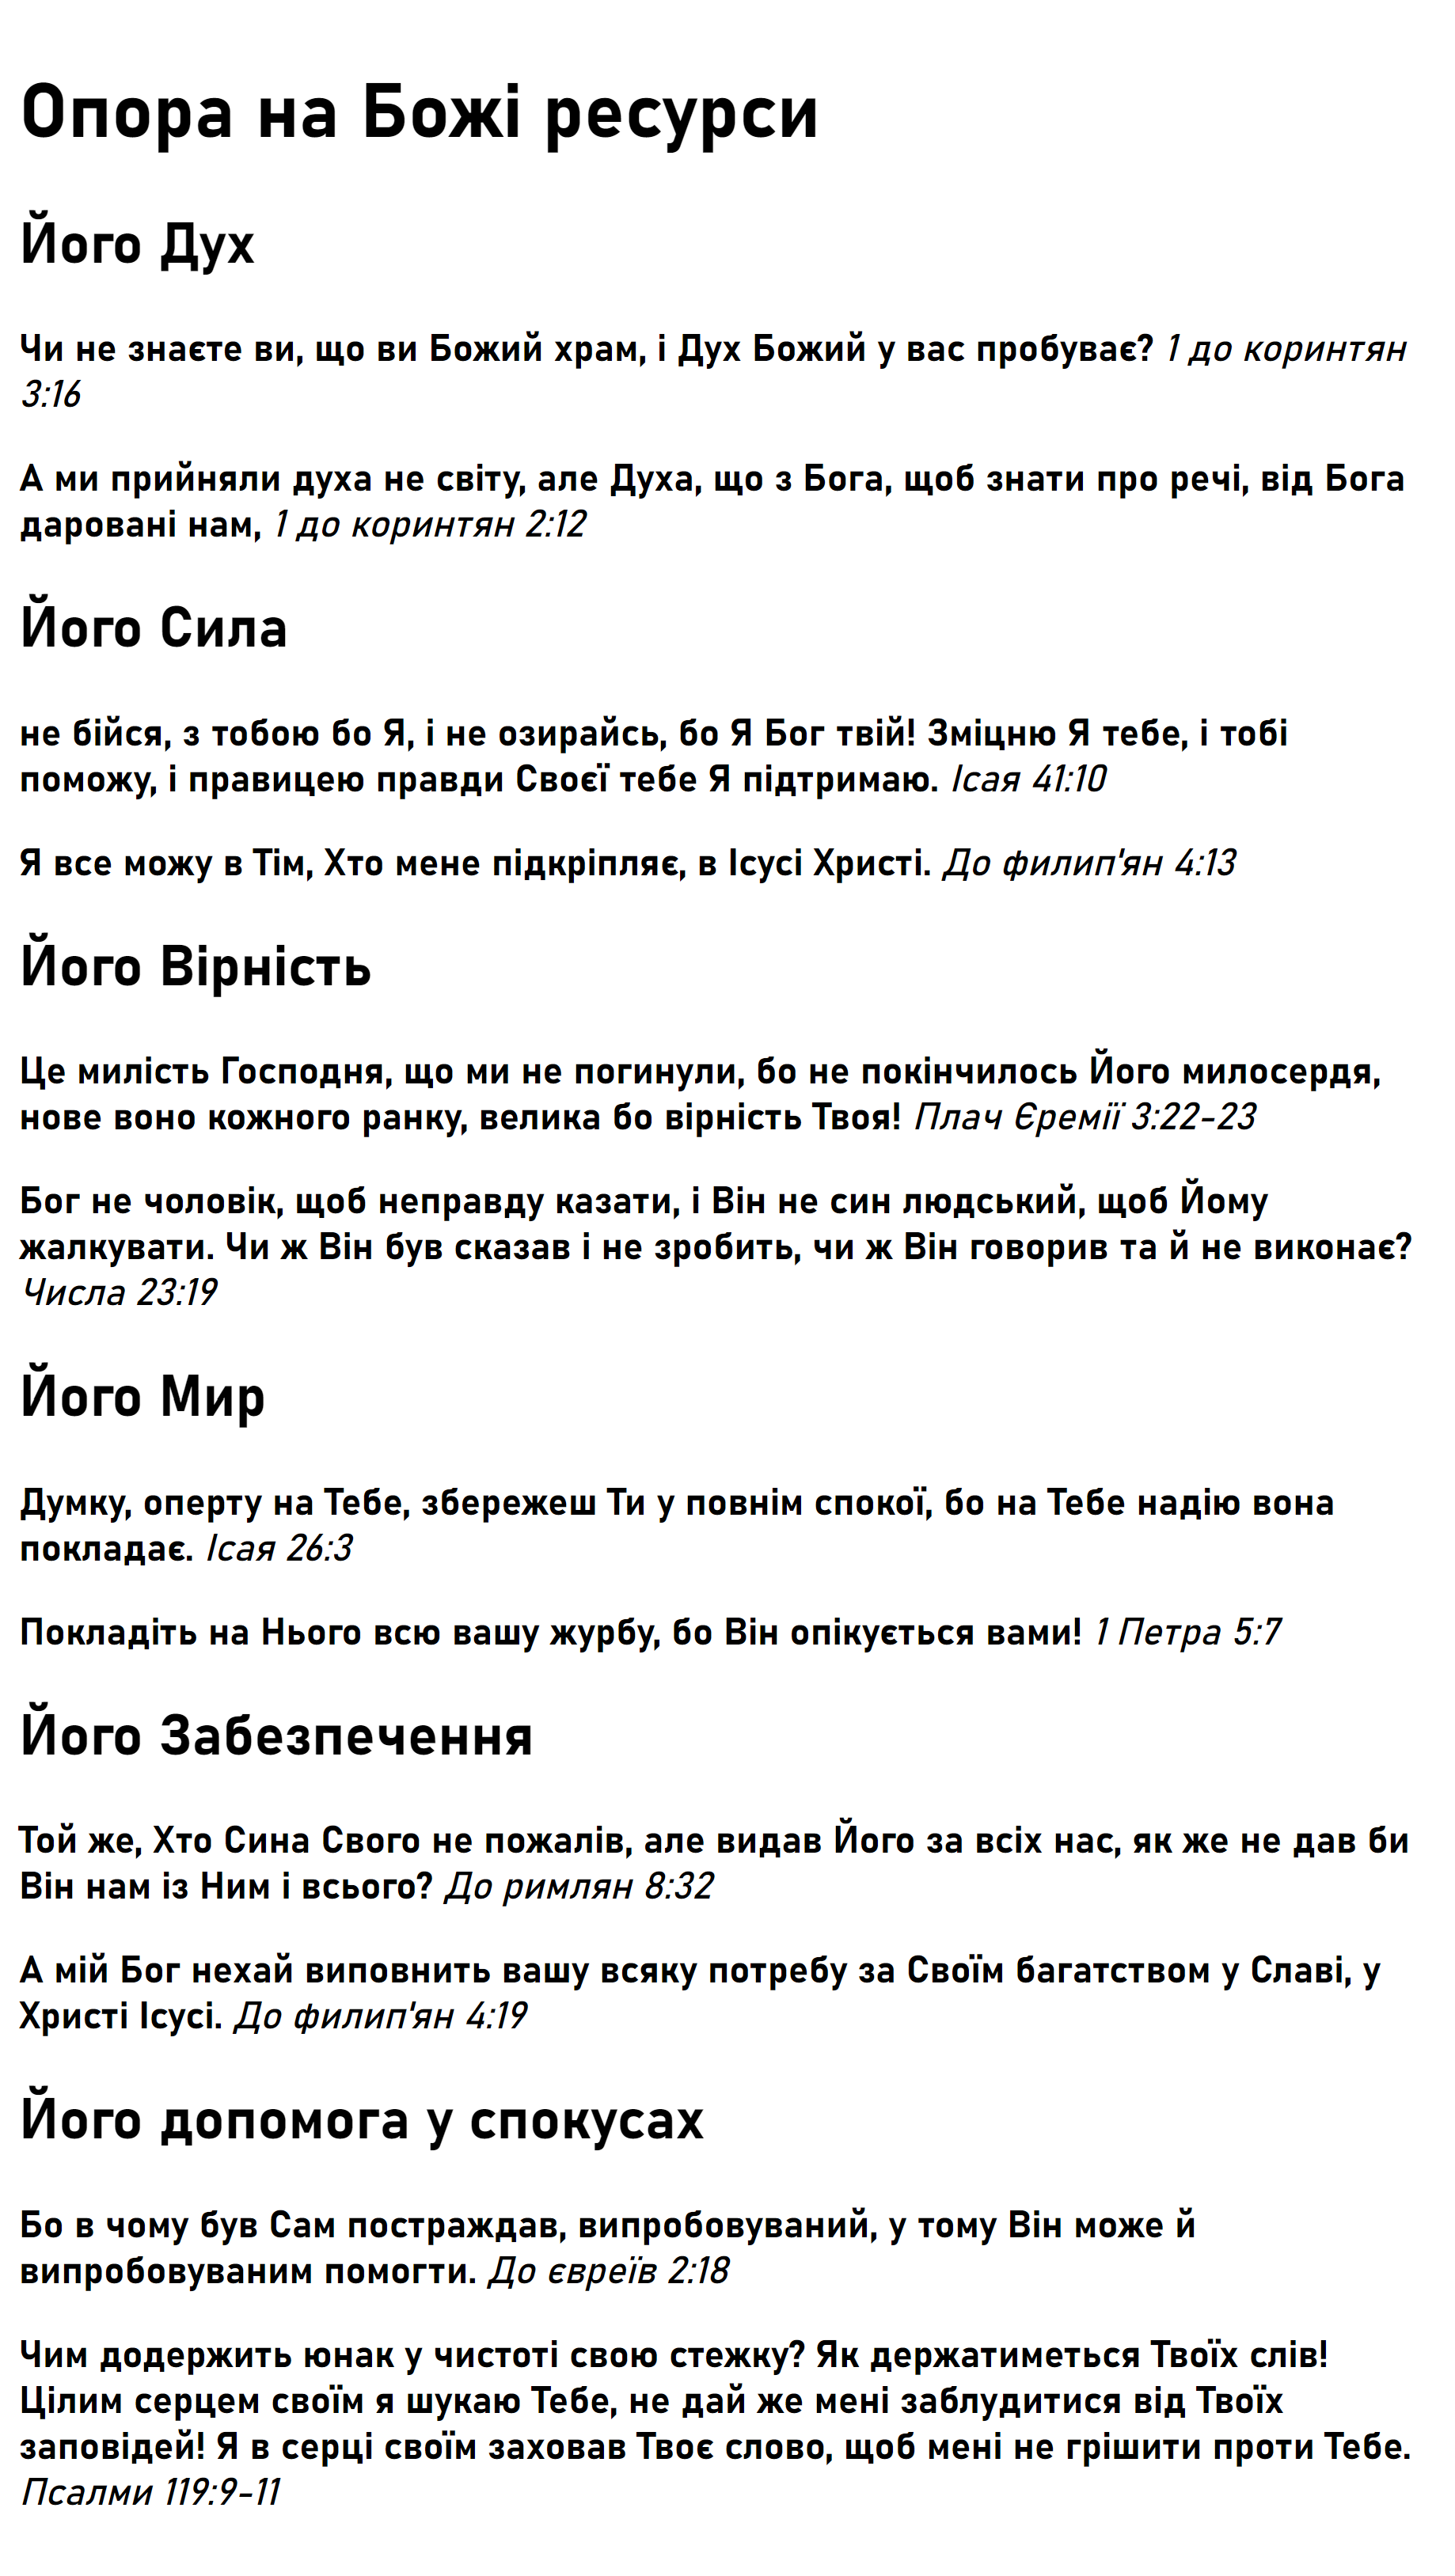 Опора на Божі ресурси
Його Дух
Чи не знаєте ви, що ви Божий храм, і Дух Божий у вас пробуває? 1 до коринтян
3:16
А ми прийняли духа не світу, але Духа, що з Бога, щоб знати про речі, від Бога
даровані нам, 1 до коринтян 2:12
Його Сила
не бійся, з тобою бо Я, і не озирайсь, бо Я Бог твій! Зміцню Я тебе, і тобі
поможу, і правицею правди Своєї тебе Я підтримаю. Ісая 41:10
Я все можу в Тім, Хто мене підкріпляє, в Ісусі Христі. До филип'ян 4:13
Його Вірність
Це милість Господня, що ми не погинули, бо не покінчилось Його милосердя,
нове воно кожного ранку, велика бо вірність Твоя! Плач Єремії 3:22-23
Бог не чоловік, щоб неправду казати, і Він не син людський, щоб Йому
жалкувати. Чи ж Він був сказав і не зробить, чи ж Він говорив та й не виконає?
Числа 23:19
Його Мир
Думку, оперту на Тебе, збережеш Ти у повнім спокої, бо на Тебе надію вона
покладає. Ісая 26:3
Покладіть на Нього всю вашу журбу, бо Він опікується вами! 1 Петра 5:7
Його Забезпечення
Той же, Хто Сина Свого не пожалів, але видав Його за всіх нас, як же не дав би
Він нам із Ним і всього? До римлян 8:32
А мій Бог нехай виповнить вашу всяку потребу за Своїм багатством у Славі, у
Христі Ісусі. До филип'ян 4:19
Його допомога у спокусах
Бо в чому був Сам постраждав, випробовуваний, у тому Він може й
випробовуваним помогти. До євреїв 2:18
Чим додержить юнак у чистоті свою стежку? Як держатиметься Твоїх слів!
Цілим серцем своїм я шукаю Тебе, не дай же мені заблудитися від Твоїх
заповідей! Я в серці своїм заховав Твоє слово, щоб мені не грішити проти Тебе.
Псалми 119:9-11